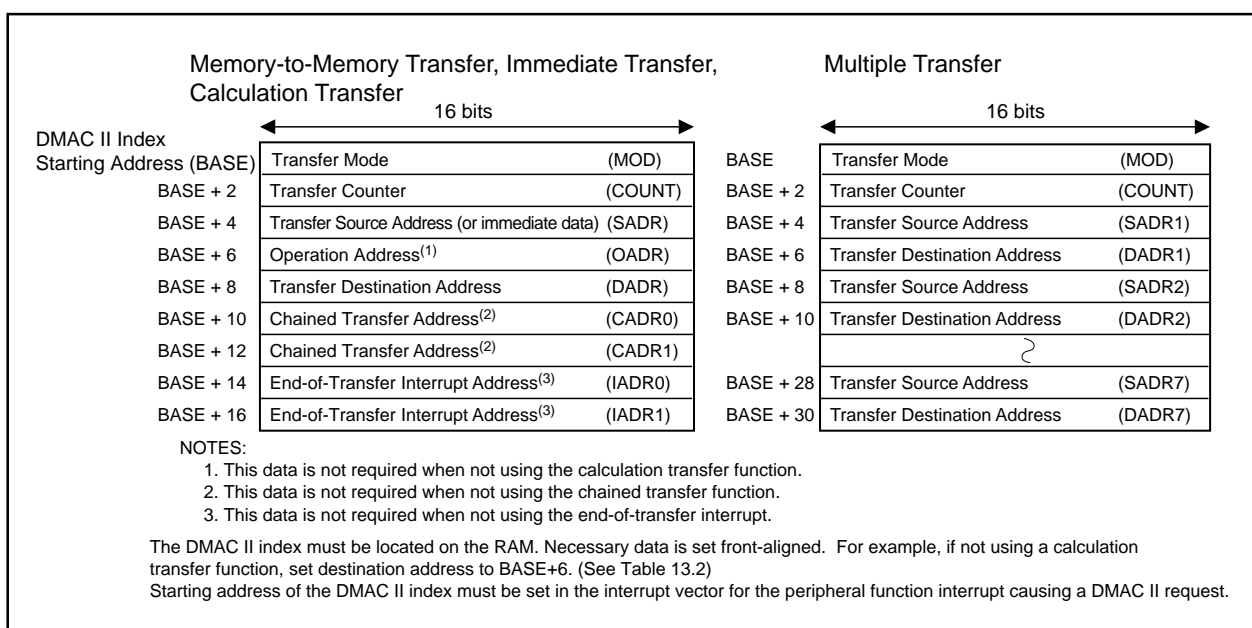 Memory-to-Memory Transfer, Immediate Transfer,
Calculation Transfer
16 bits
DMAC II Index
Starting Address (BASE) Transfer Mode (MOD)
BASE + 2 Transfer Counter (COUNT)
BASE + 4 Transfer Source Address (or immediate data) (SADR)
BASE + 6 Operation Address(1) (OADR)
BASE + 8 Transfer Destination Address (DADR)
BASE + 10 Chained Transfer Address(2) (CADR0)
BASE + 12 Chained Transfer Address(2) (CADR1)
BASE + 14 End-of-Transfer Interrupt Address(3) (IADR0)
BASE + 16 End-of-Transfer Interrupt Address(3) (IADR1)
Multiple Transfer
16 bits
BASE Transfer Mode (MOD)
BASE + 2 Transfer Counter (COUNT)
BASE + 4 Transfer Source Address (SADR1)
BASE + 6 Transfer Destination Address (DADR1)
BASE + 8 Transfer Source Address (SADR2)
BASE + 10 Transfer Destination Address (DADR2)
BASE + 28 Transfer Source Address (SADR7)
BASE + 30 Transfer Destination Address (DADR7)
NOTES:
1. This data is not required when not using the calculation transfer function.
2. This data is not required when not using the chained transfer function.
3. This data is not required when not using the end-of-transfer interrupt.
The DMAC II index must be located on the RAM. Necessary data is set front-aligned. For example, if not using a calculation
transfer function, set destination address to BASE+6. (See Table 13.2)
Starting address of the DMAC II index must be set in the interrupt vector for the peripheral function interrupt causing a DMAC II request.